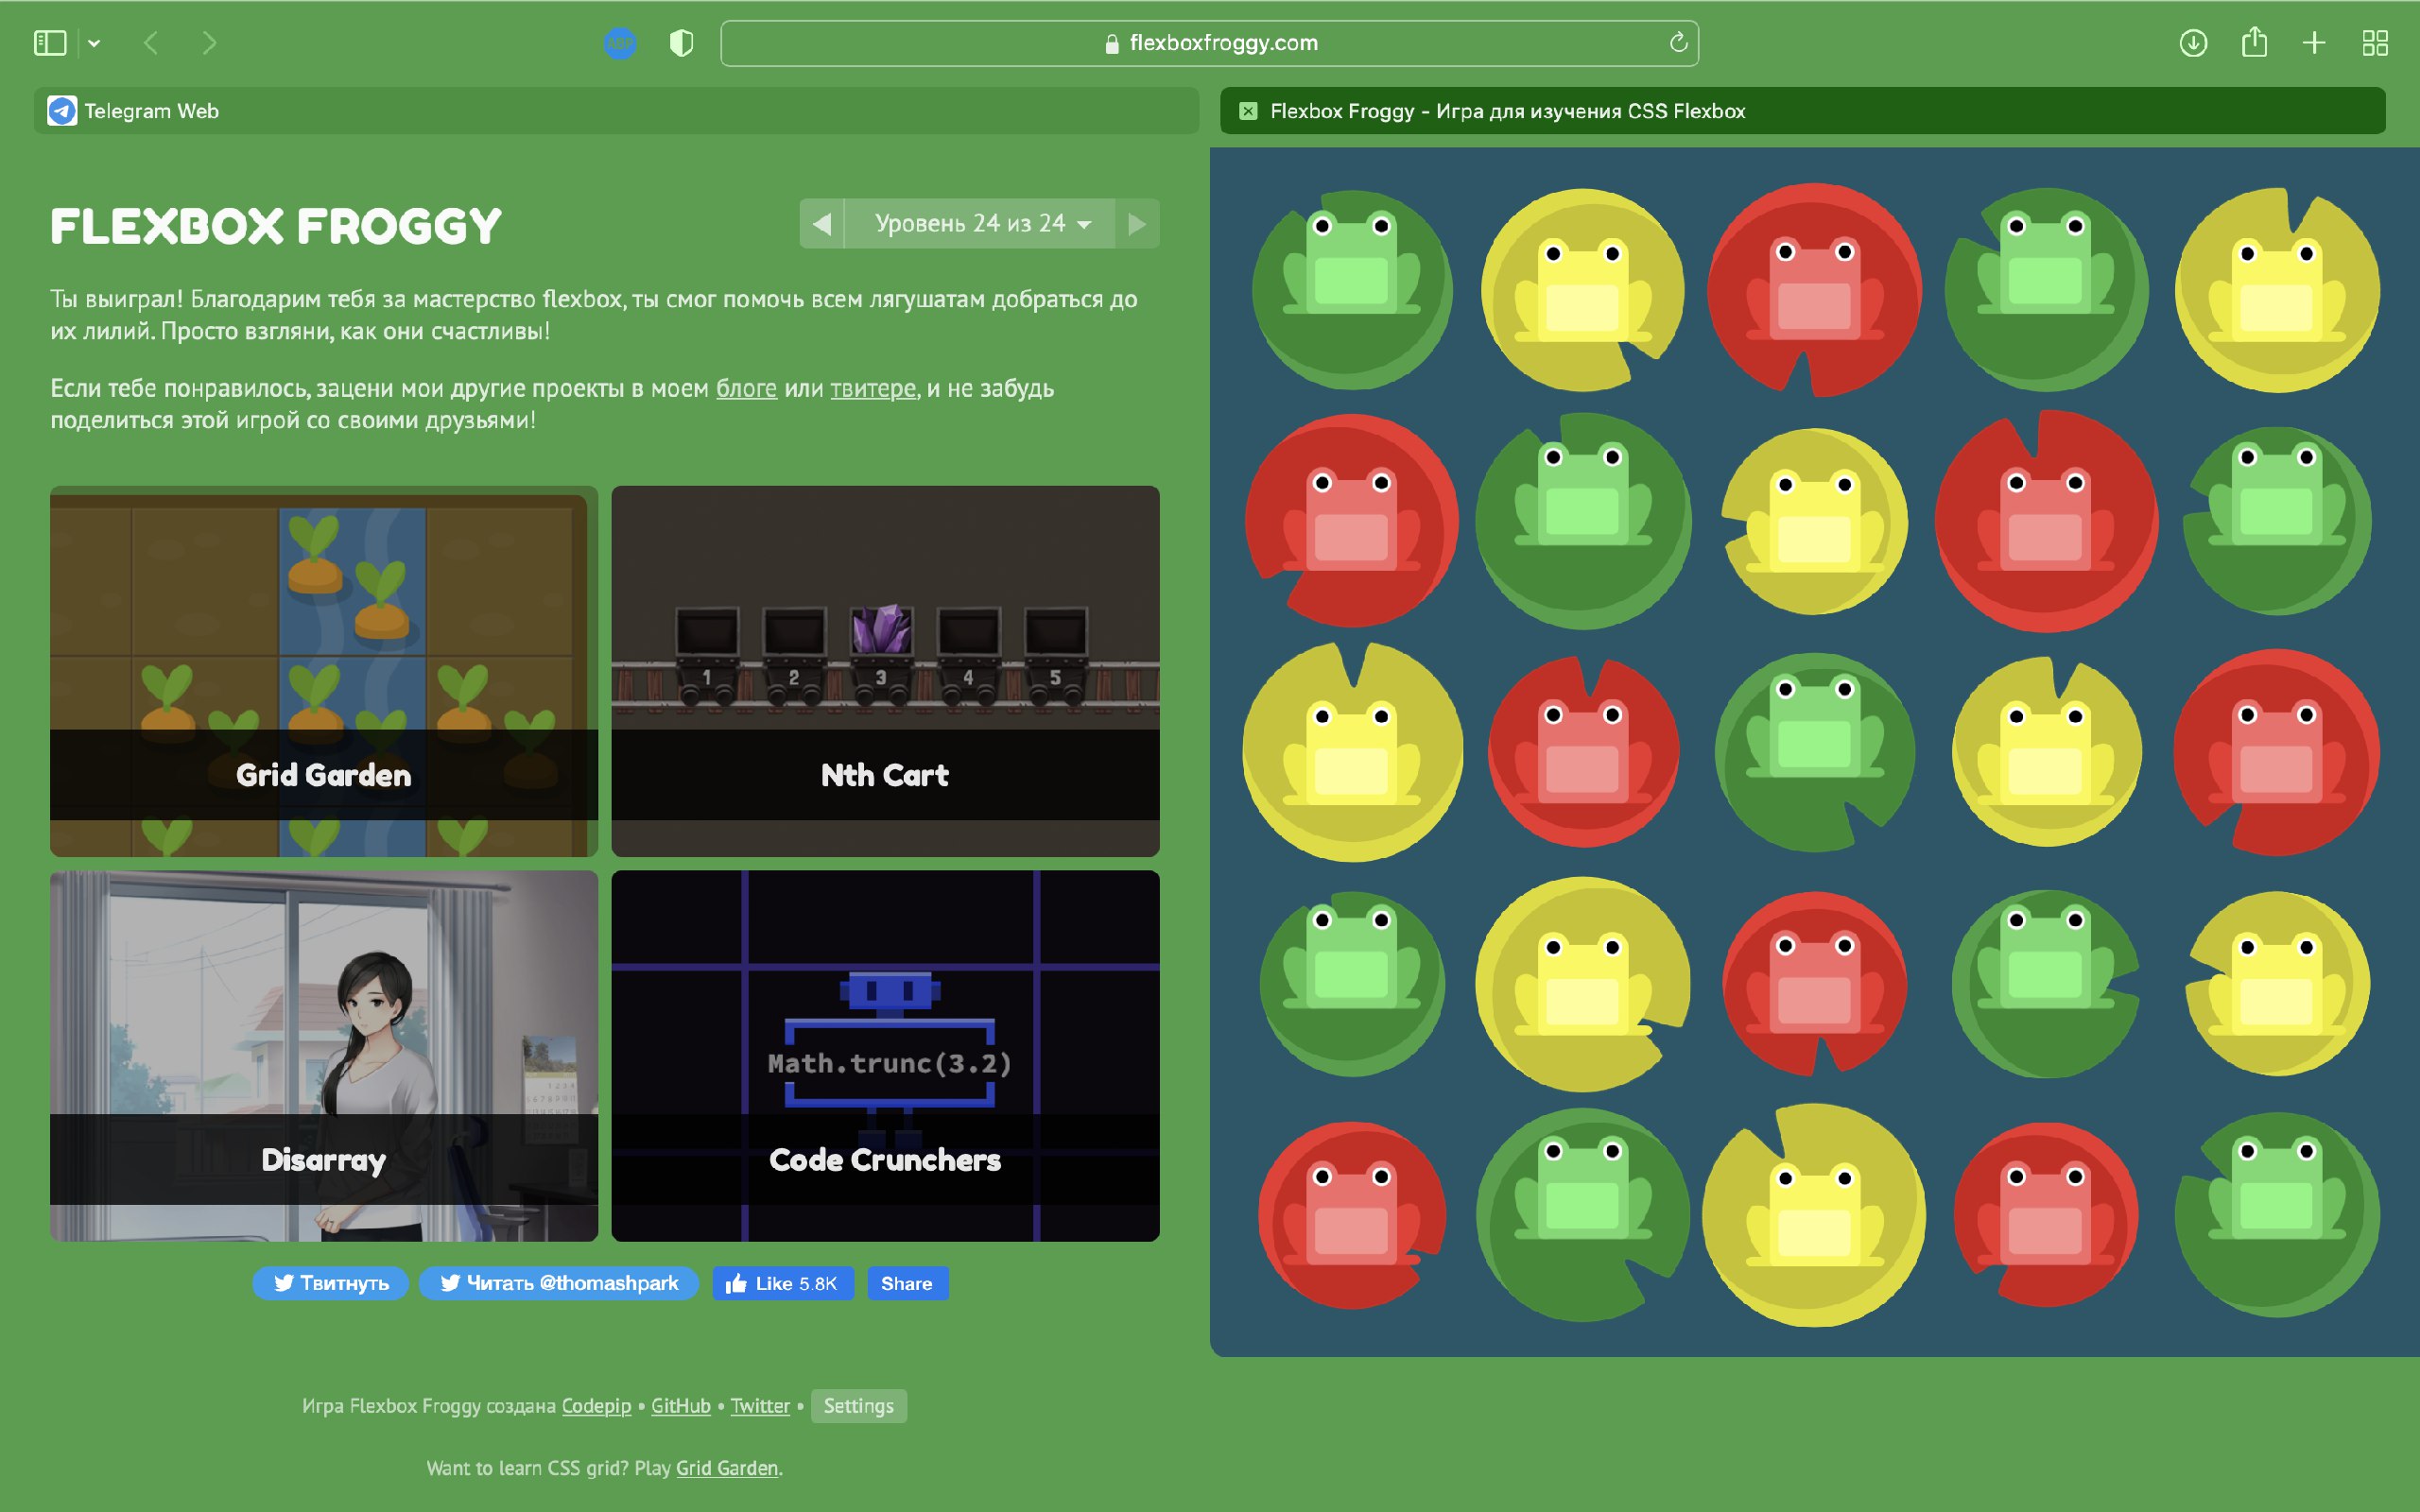 flexboxfroggy.com
Telegram Web
Flexbox Froggy - Игра для изучения CSS Flexbox
FLEXBOX FROGGY
Уровень 24 из 24
Ты выиграл! Благодарим тебя за мастерство flexbox, ты смог помочь всем лягушатам добраться до
их лилий. Просто взгляни, как они счастливы!
Если тебе понравилось, зацени мои другие проекты в моем блоге или твитере, и не забудь
поделиться этой игрой со своими друзьями!
1 2 3 4 5
Grid Garden
Nth Cart
Math.trunc(3.2)
Disarray
Code Crunchers
Твитнуть
Читать @thomashpark
Like 5.8K
Share
Игра Flexbox Froggy создана Codepip • GitHub • Twitter • Settings
Want to learn CSS grid? Play Grid Garden.